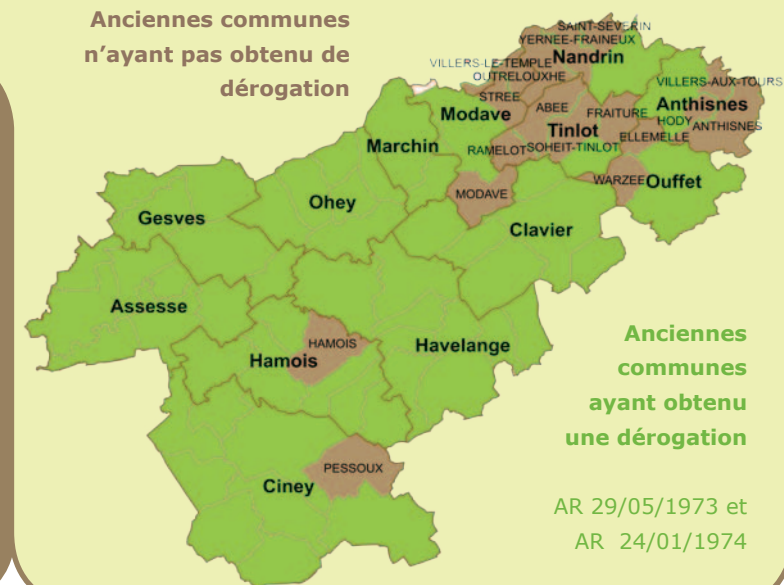 Anciennes communes
n’ayant pas obtenu de
dérogation
SAINT-SEVERIN
YERNEE-FRAINEUX
Nandrin
VILLERS-LE-TEMPLE
OUTRELOUXHE
VILLERS-AUX-TOURS
STREE
ABEE
FRAITURE
Anthisnes
Modave
HODY
ANTHISNES
Tinlot
ELLEMELLE
Marchin
RAMELOT
SOHEIT-TINLOT
WARZEE
Ouffet
MODAVE
Ohey
Gesves
Clavier
Assesse
HAMOIS
Hamois
Havelange
Anciennes
communes
ayant obtenu
une dérogation
PESSOUX
Ciney
AR 29/05/1973 et
AR 24/01/1974